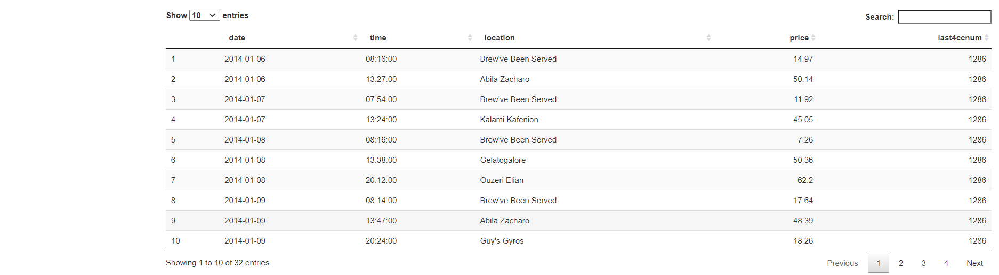 Show 10 entries Search:
date time location price last4ccnum
1 2014-01-06 08:16:00 Brew've Been Served 14.97 1286
2 2014-01-06 13:27:00 Abila Zacharo 50.14 1286
3 2014-01-07 07:54:00 Brew've Been Served 11.92 1286
4 2014-01-07 13:24:00 Kalami Kafenion 45.05 1286
5 2014-01-08 08:16:00 Brew've Been Served 7.26 1286
6 2014-01-08 13:38:00 Gelatogalore 50.36 1286
7 2014-01-08 20:12:00 Ouzeri Elian 62.2 1286
8 2014-01-09 08:14:00 Brew've Been Served 17.64 1286
9 2014-01-09 13:47:00 Abila Zacharo 48.39 1286
10 2014-01-09 20:24:00 Guy's Gyros 18.26 1286
Showing 1 to 10 of 32 entries Previous 1 2 3 4 Next